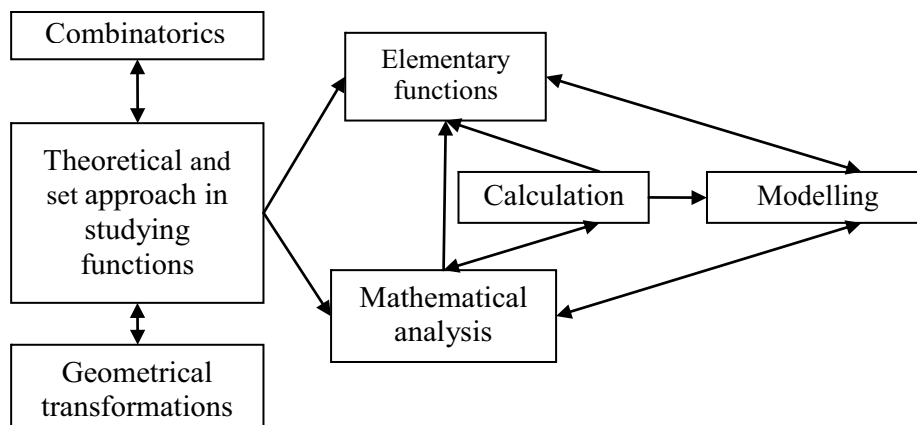 Combinatorics
Theoretical and
set approach in
studying
functions
Geometrical
transformations
Elementary
functions
Calculation
Modelling
Mathematical
analysis